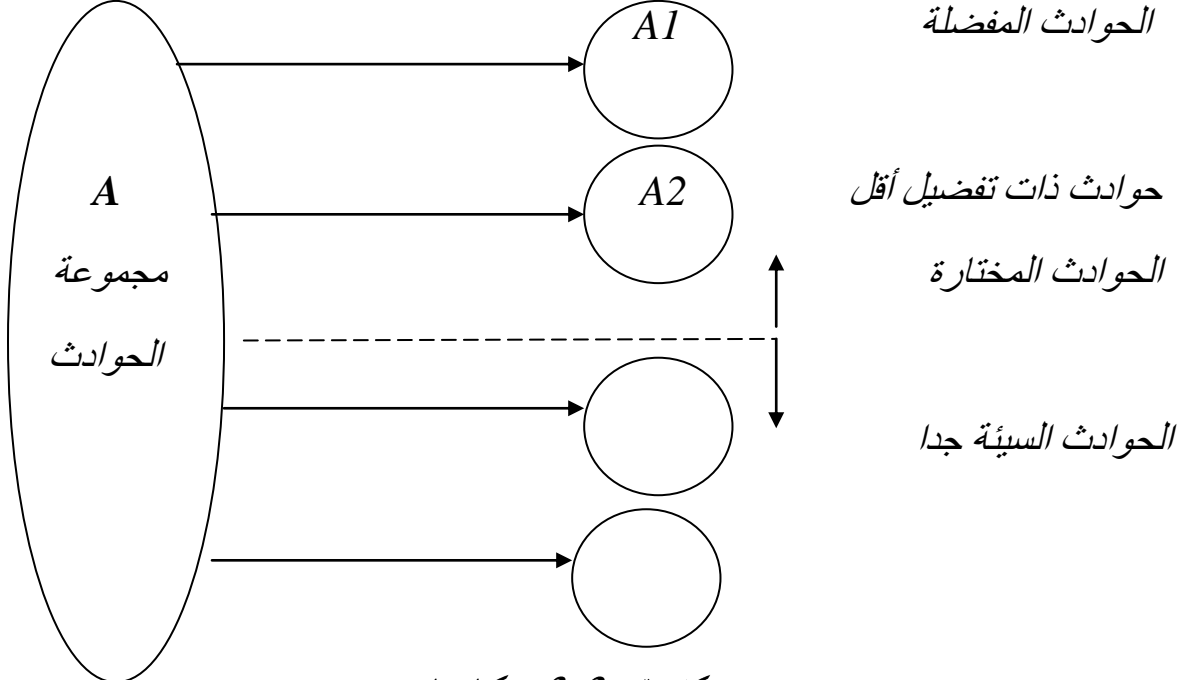 A1
الحوادث المفضلة
A
A2
حوادث ذات تفضيل أقل
مجموعة
الحوادث
الحوادث المختارة
الحوادث السيئة جدا